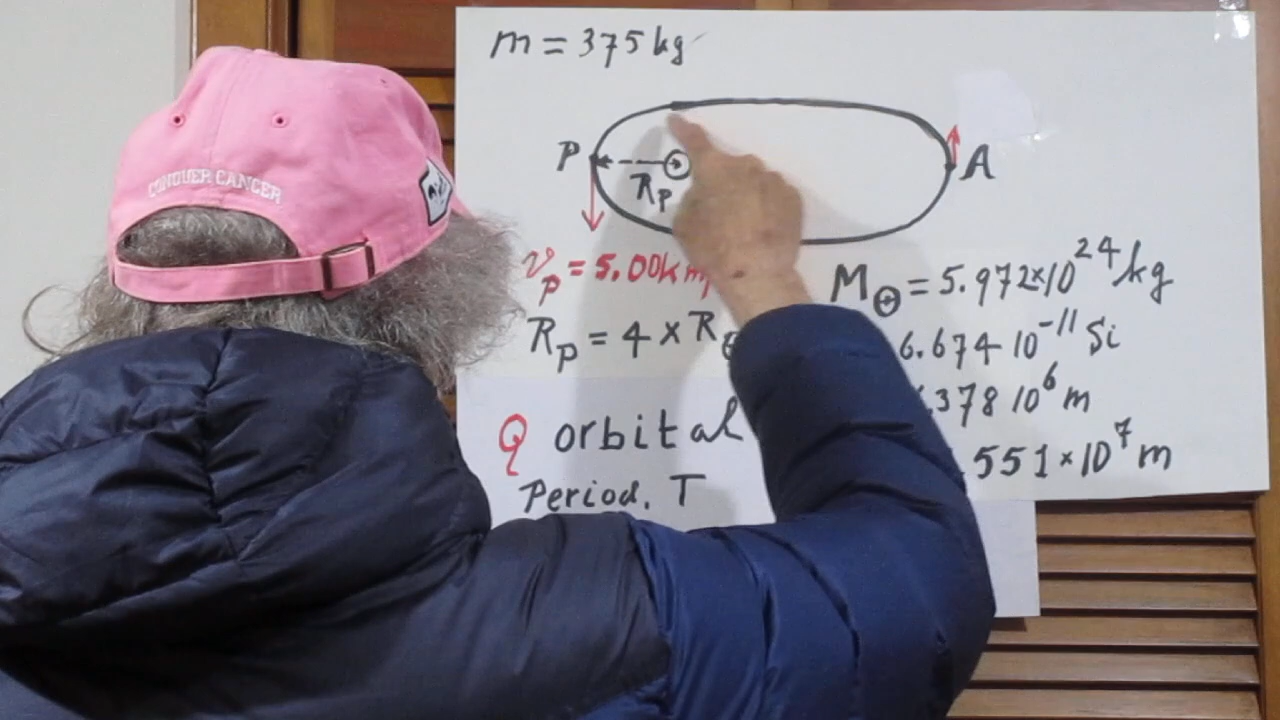 m = 375 kg
P
A
Rp
vp = 5.00 km
M⊕ = 5.972×10^24 kg
Rp = 4 × R
6.674 10^-11 Si
.378 10^6 m
Q orbital
.551 × 10^7 m
Period. T
CONQUER CANCER